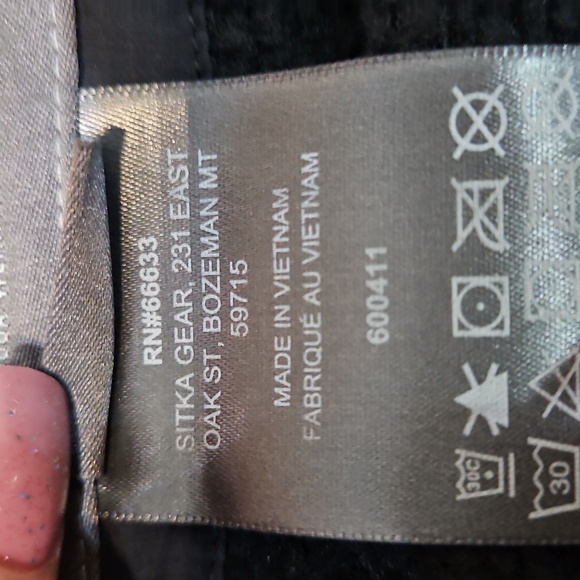 RN#66633
SITKA GEAR, 231 EAST
OAK ST, BOZEMAN MT
59715
MADE IN VIETNAM
FABRIQUÉ AU VIETNAM
600411
30C
30